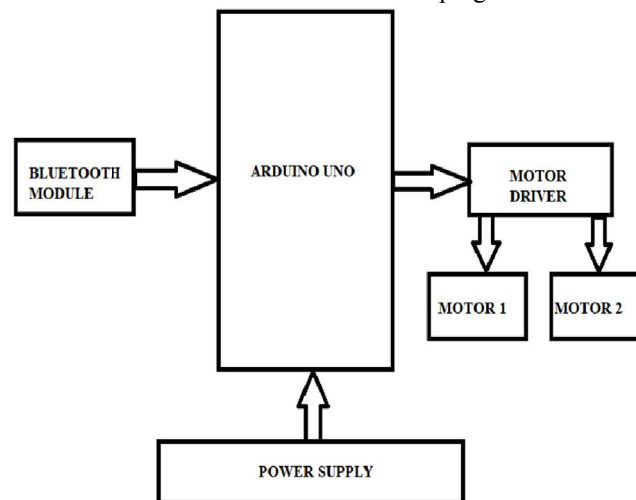 ARDUINO UNO
BLUETOOTH
MODULE
MOTOR
DRIVER
MOTOR 1
MOTOR 2
POWER SUPPLY